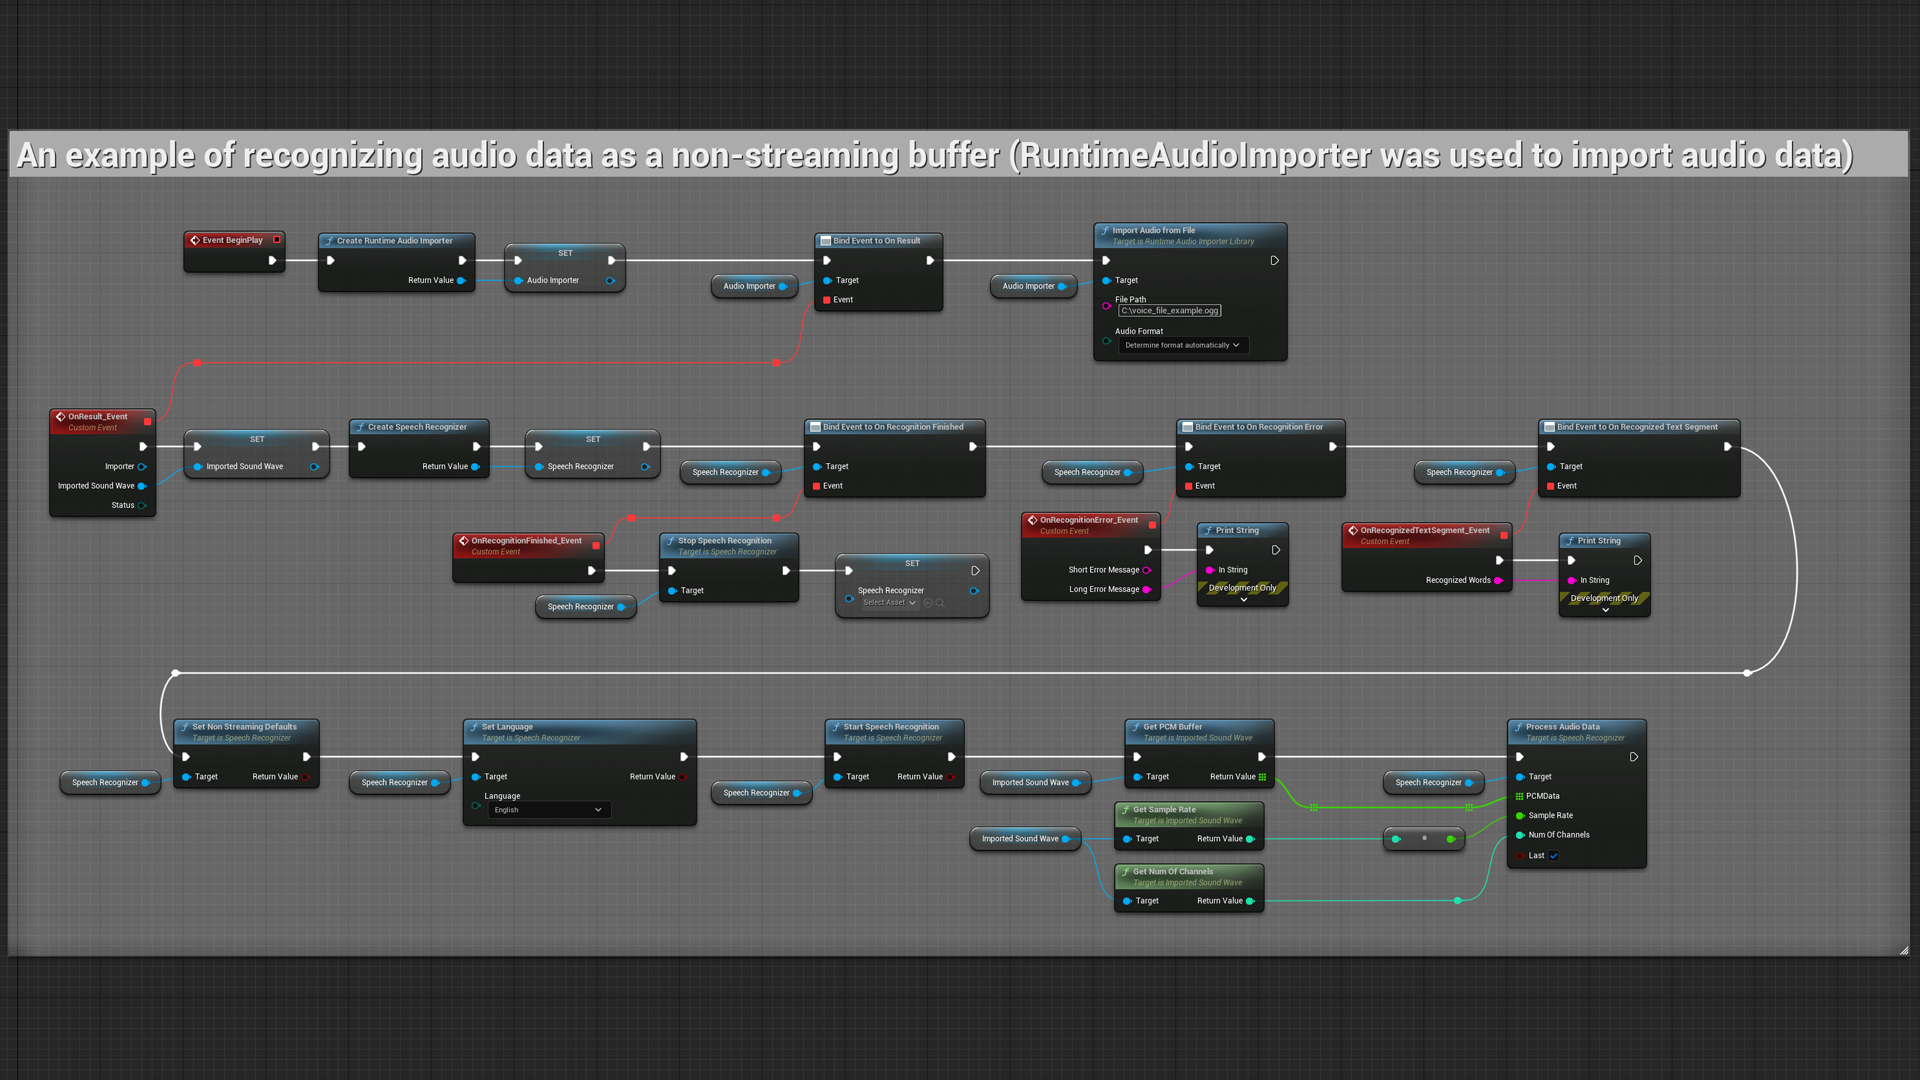 An example of recognizing audio data as a non-streaming buffer (RuntimeAudioImporter was used to import audio data)
Event BeginPlay
Create Runtime Audio Importer
Return Value
SET
Audio Importer
Audio Importer
Bind Event to On Result
Target
Event
Audio Importer
Import Audio from File
Target is Runtime Audio Importer Library
Target
File Path
C:\voice_file_example.ogg
Audio Format
Determine format automatically
OnResult_Event
Custom Event
Importer
Imported Sound Wave
Status
SET
Imported Sound Wave
Create Speech Recognizer
Return Value
SET
Speech Recognizer
Speech Recognizer
Bind Event to On Recognition Finished
Target
Event
Speech Recognizer
Bind Event to On Recognition Error
Target
Event
Speech Recognizer
Bind Event to On Recognized Text Segment
Target
Event
OnRecognitionFinished_Event
Custom Event
Speech Recognizer
Stop Speech Recognition
Target is Speech Recognizer
Target
SET
Speech Recognizer
Select Asset
OnRecognitionError_Event
Custom Event
Short Error Message
Long Error Message
Print String
In String
Development Only
OnRecognizedTextSegment_Event
Custom Event
Recognized Words
Print String
In String
Development Only
Speech Recognizer
Set Non Streaming Defaults
Target is Speech Recognizer
Target
Return Value
Speech Recognizer
Set Language
Target is Speech Recognizer
Target
Return Value
Language
English
Speech Recognizer
Start Speech Recognition
Target is Speech Recognizer
Target
Return Value
Imported Sound Wave
Get PCM Buffer
Target is Imported Sound Wave
Target
Return Value
Imported Sound Wave
Get Sample Rate
Target is Imported Sound Wave
Target
Return Value
Get Num Of Channels
Target is Imported Sound Wave
Target
Return Value
Speech Recognizer
Process Audio Data
Target is Speech Recognizer
Target
PCMData
Sample Rate
Num Of Channels
Last